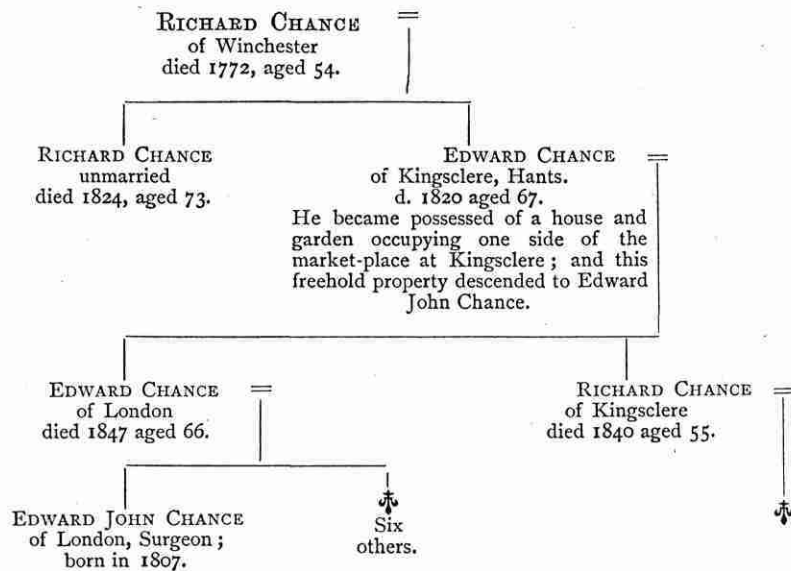 RICHARD CHANCE
of Winchester
died 1772, aged 54.
RICHARD CHANCE
unmarried
died 1824, aged 73.
EDWARD CHANCE
of Kingsclere, Hants.
d. 1820 aged 67.
He became possessed of a house and
garden occupying one side of the
market-place at Kingsclere; and this
freehold property descended to Edward
John Chance.
EDWARD CHANCE
of London
died 1847 aged 66.
RICHARD CHANCE
of Kingsclere
died 1840 aged 55.
EDWARD JOHN CHANCE
of London, Surgeon;
born in 1807.
Six
others.